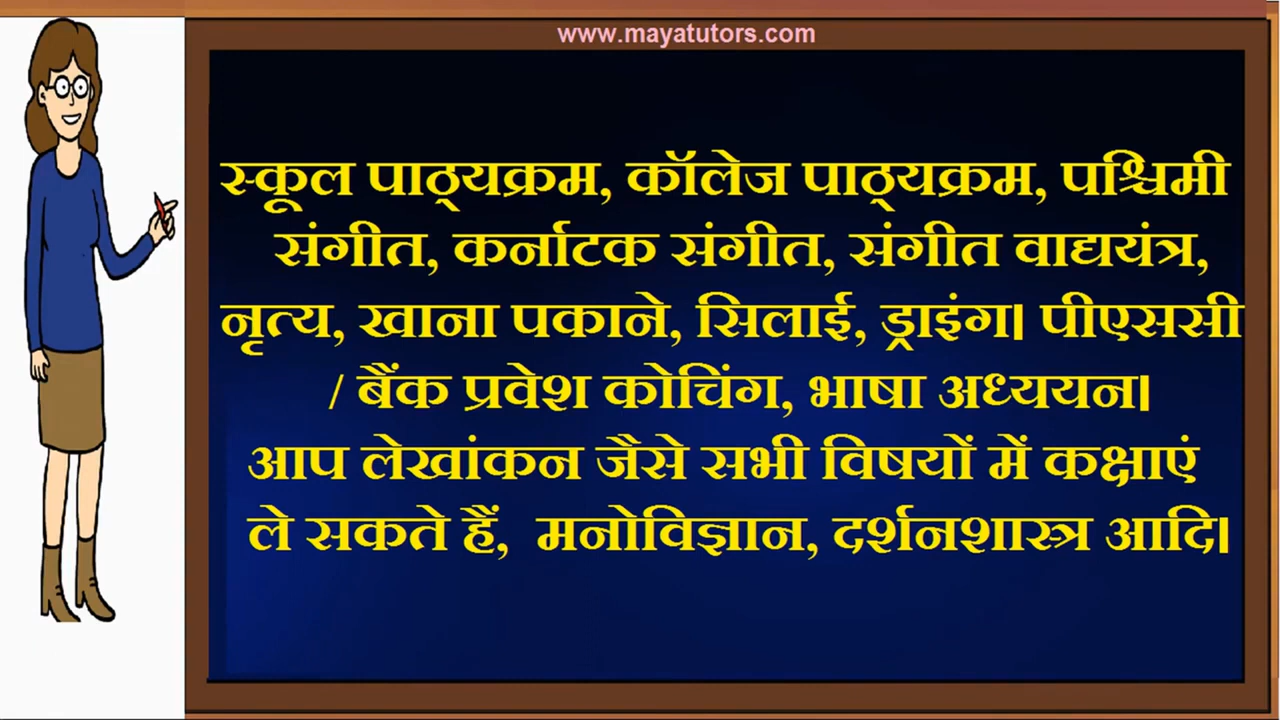 www.mayatutors.com
स्कूल पाठ्यक्रम, कॉलेज पाठ्यक्रम, पश्चिमी
संगीत, कर्नाटक संगीत, संगीत वाद्ययंत्र,
नृत्य, खाना पकाने, सिलाई, ड्राइंग। पीएससी
/ बैंक प्रवेश कोचिंग, भाषा अध्ययन।
आप लेखांकन जैसे सभी विषयों में कक्षाएं
ले सकते हैं, मनोविज्ञान, दर्शनशास्त्र आदि।